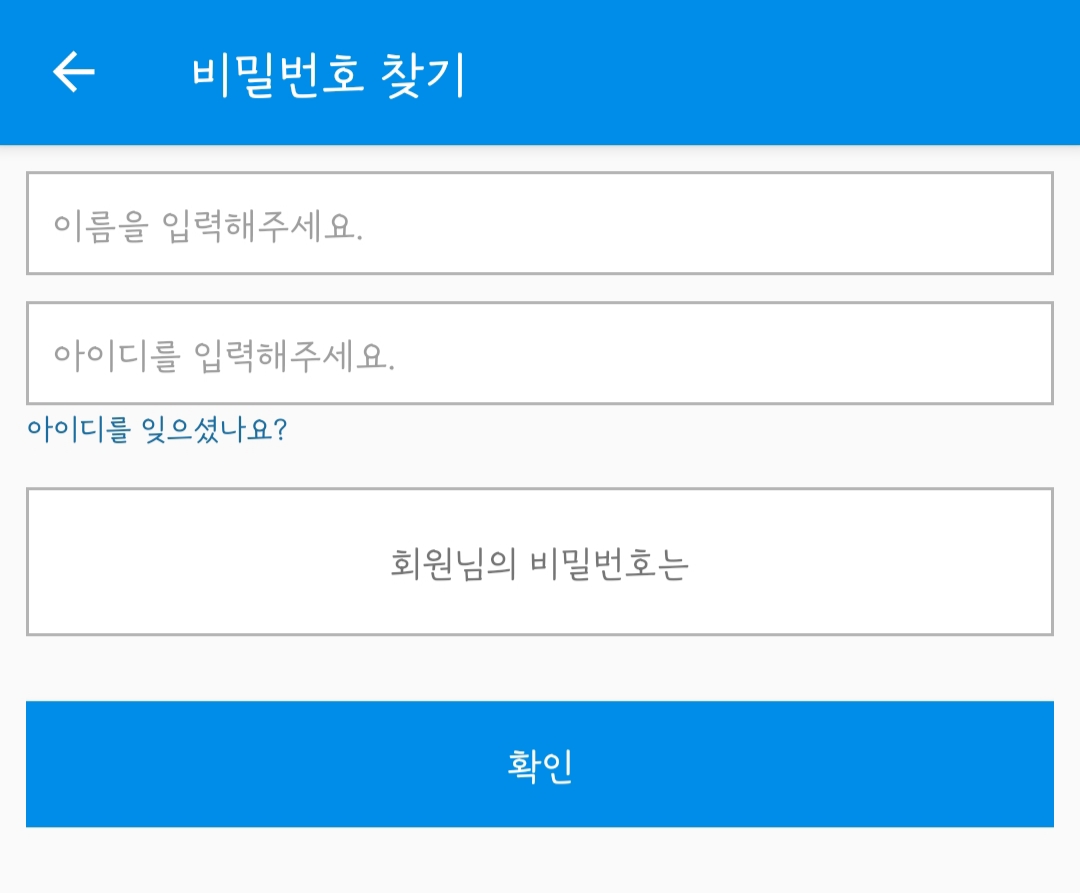 비밀번호 찾기
이름을 입력해주세요.
아이디를 입력해주세요.
아이디를 잊으셨나요?
회원님의 비밀번호는
확인